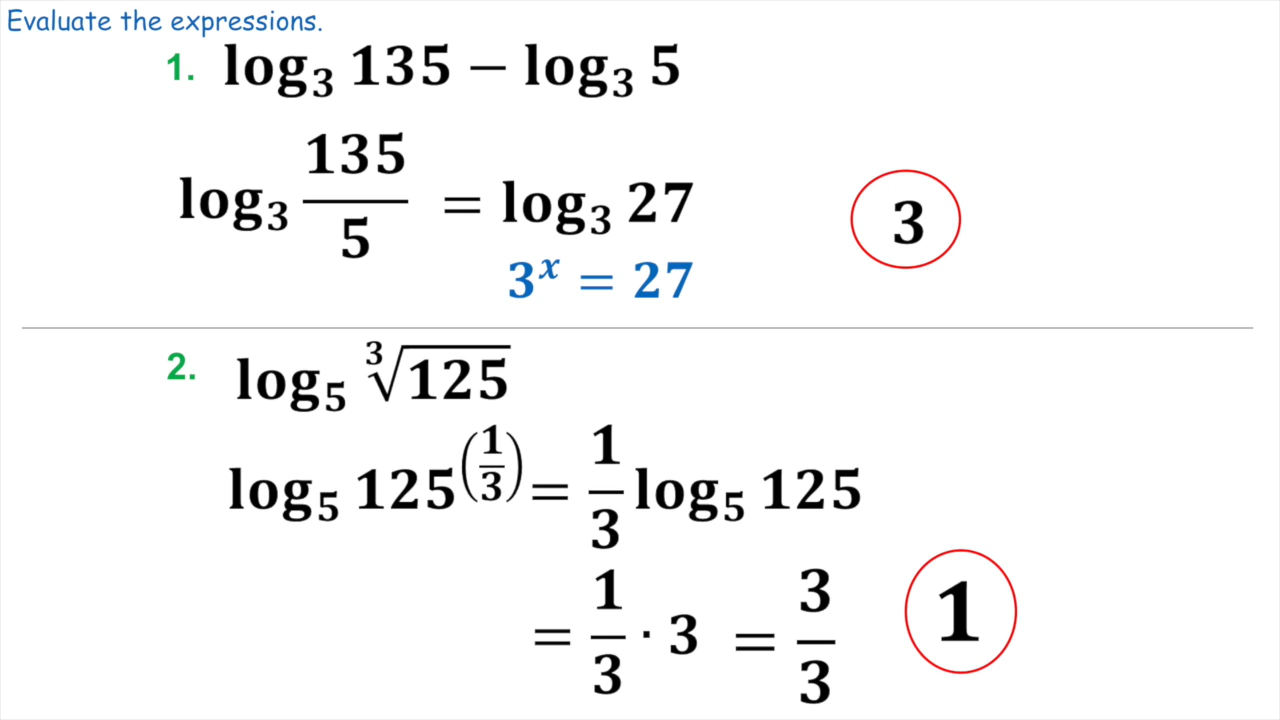 Evaluate the expressions.
1. log₃ 135 − log₃ 5
log₃ 135/5 = log₃ 27
3
3ˣ = 27
2. log₅ ∛125
log₅ 125^(1/3) = 1/3 log₅ 125
= 1/3 · 3 = 3/3
1